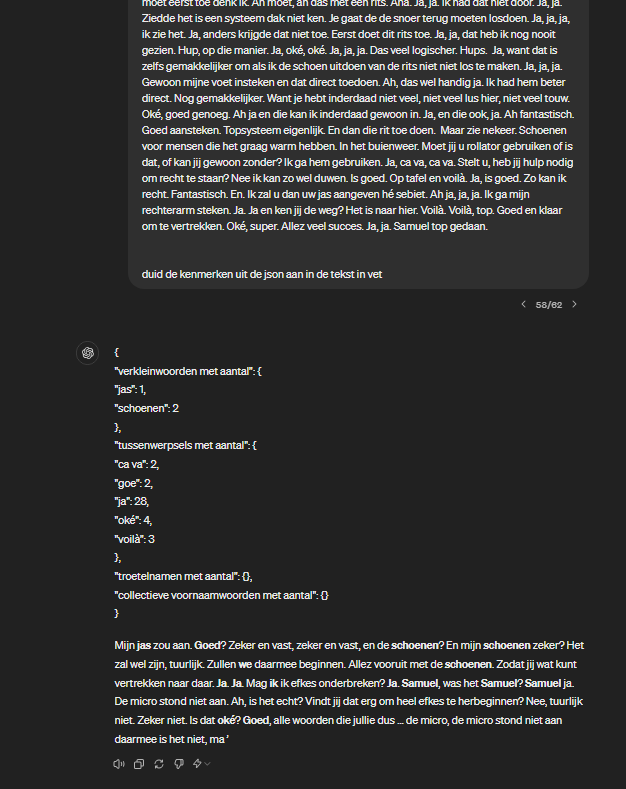 moet eerst toe denk ik. Ah moet, ah das met een rits. Aha. Ja, ja. Ik had dat niet door. Ja, ja.
Ziedde het is een systeem dak niet ken. Je gaat de de snoer terug moeten losdoen. Ja, ja, ja,
ik zie het. Ja, anders krijgde dat niet toe. Eerst doet dit rits toe. Ja, ja, dat heb ik nog nooit
gezien. Hup, op die manier. Ja, oké, oké. Ja, ja, ja. Das veel logischer. Hups. Ja, want dat is
zelfs gemakkelijker om als ik de schoen uitdoen van de rits niet niet los te maken. Ja, ja, ja.
Gewoon mijne voet insteken en dat direct toedoen. Ah, das wel handig ja. Ik had hem beter
direct. Nog gemakkelijker. Want je hebt inderdaad niet veel, niet veel lus hier, niet veel touw.
Oké, goed genoeg. Ah ja en die kan ik inderdaad gewoon in. Ja, en die ook, ja. Ah fantastisch.
Goed aansteken. Topsysteem eigenlijk. En dan die rit toe doen. Maar zie nekeer. Schoenen
voor mensen die het graag warm hebben. In het buienweer. Moet jij u rollator gebruiken of is
dat, of kan jij gewoon zonder? Ik ga hem gebruiken. Ja, ca va, ca va. Stelt u, heb jij hulp nodig
om recht te staan? Nee ik kan zo wel duwen. Is goed. Op tafel en voilà. Ja, is goed. Zo kan ik
recht. Fantastisch. En. Ik zal u dan uw jas aangeven hé sebiet. Ah ja, ja, ja. Ik ga mijn
rechterarm steken. Ja. Ja en ken jij de weg? Het is naar hier. Voilà. Voilà, top. Goed en klaar
om te vertrekken. Oké, super. Allez veel succes. Ja, ja. Samuel top gedaan.
duid de kenmerken uit de json aan in de tekst in vet
58/62
{
"verkleinwoorden met aantal": {
"jas": 1,
"schoenen": 2
},
"tussenwerpsels met aantal": {
"ca va": 2,
"goe": 2,
"ja": 28,
"oké": 4,
"voilà": 3
},
"troetelnamen met aantal": {},
"collectieve voornaamwoorden met aantal": {}
}
Mijn jas zou aan. Goed? Zeker en vast, zeker en vast, en de schoenen? En mijn schoenen zeker? Het
zal wel zijn, tuurlijk. Zullen we daarmee beginnen. Allez vooruit met de schoenen. Zodat jij wat kunt
vertrekken naar daar. Ja. Ja. Mag ik ik efkes onderbreken? Ja. Samuel, was het Samuel? Samuel ja.
De micro stond niet aan. Ah, is het echt? Vindt jij dat erg om heel efkes te herbeginnen? Nee, tuurlijk
niet. Zeker niet. Is dat oké? Goed, alle woorden die jullie dus ... de micro, de micro stond niet aan
daarmee is het niet, ma '